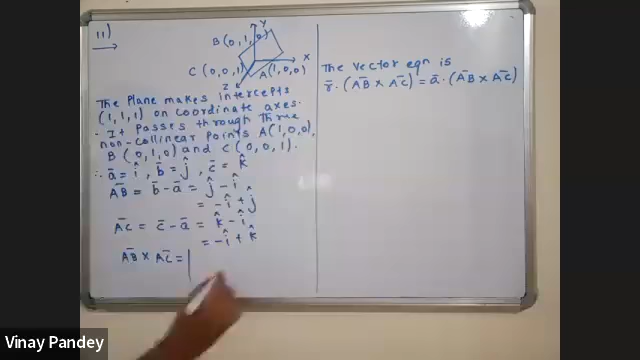 11)
Y
B(0,1,0)
X
C (0,0,1)
A(1,0,0)
Z
The Plane makes intercepts
(1,1,1) on coordinate axes.
- It passes through three
non-collinear points A(1,0,0),
B(0,1,0) and C(0,0,1).
∴ ā = î , b̄ = ĵ , c̄ = k̂
AB̄ = b̄ - ā = ĵ - î
= -î + ĵ
AC̄ = c̄ - ā = k̂ - î
= -î + k̂
AB̄ × AC̄ = |
The vector eqn is
r̄ · (AB̄ × AC̄) = ā · (AB̄ × AC̄)
Vinay Pandey